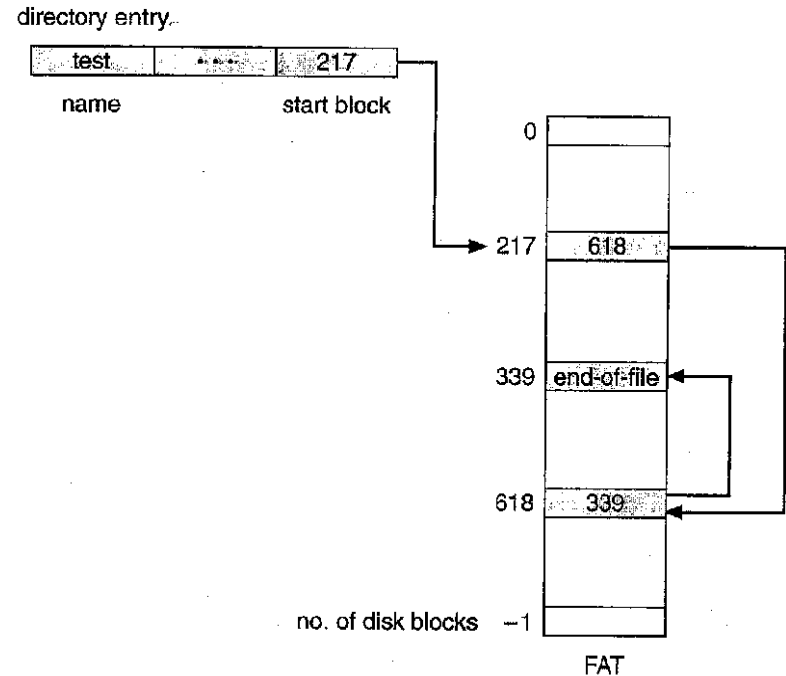 directory entry
test ... 217
name start block
0
217 618
339 end-of-file
618 339
no. of disk blocks –1
FAT